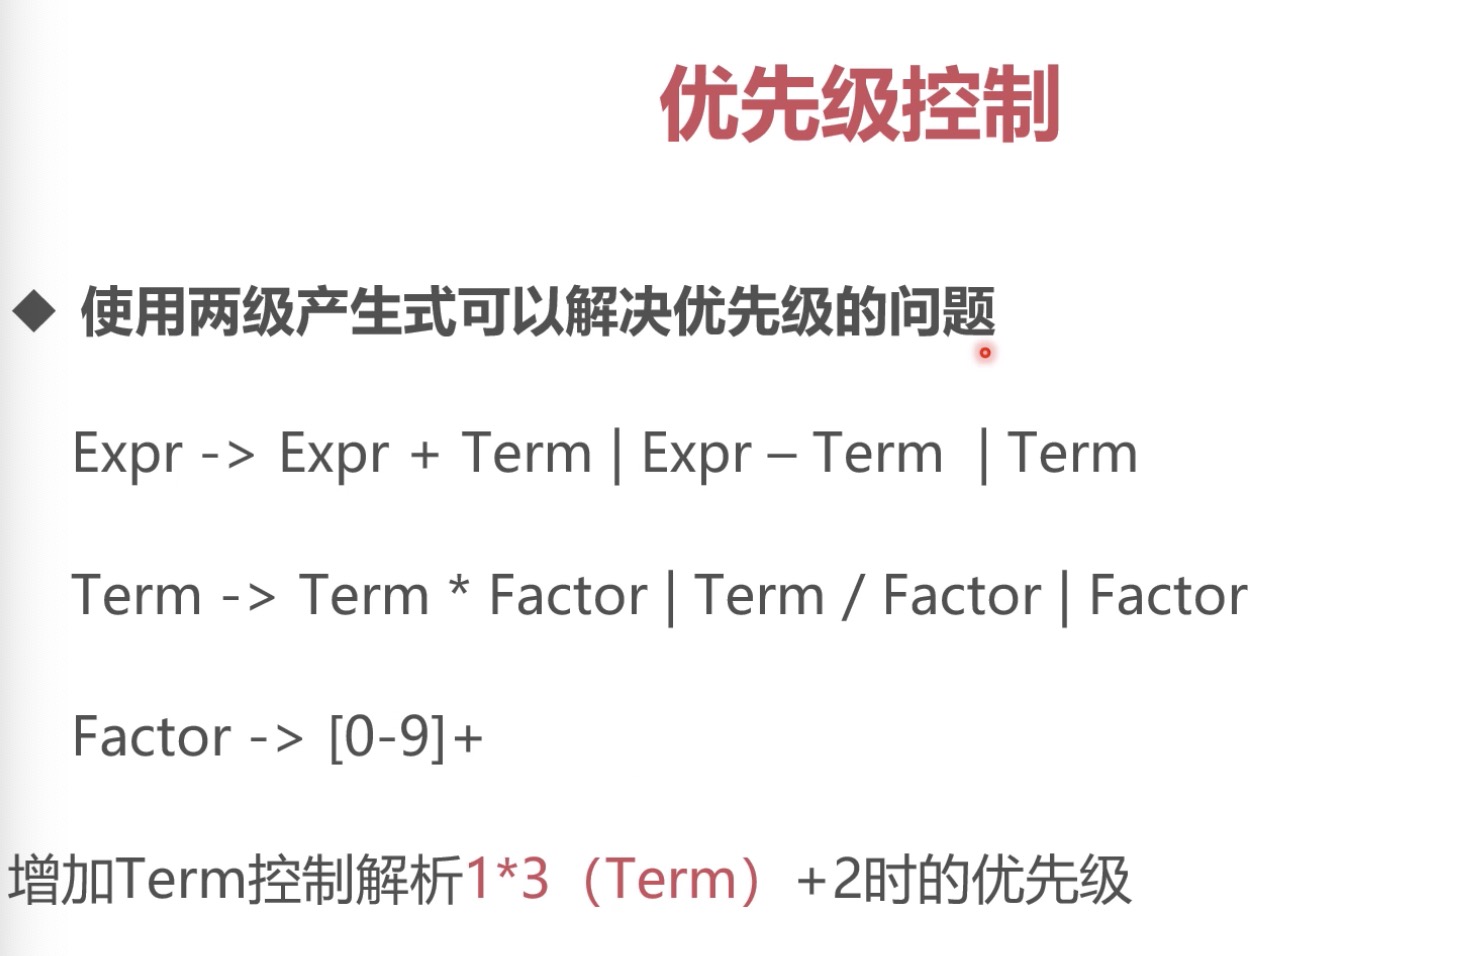 优先级控制
使用两级产生式可以解决优先级的问题
Expr -> Expr + Term | Expr – Term | Term
Term -> Term * Factor | Term / Factor | Factor
Factor -> [0-9]+
增加Term控制解析1*3（Term）+2时的优先级